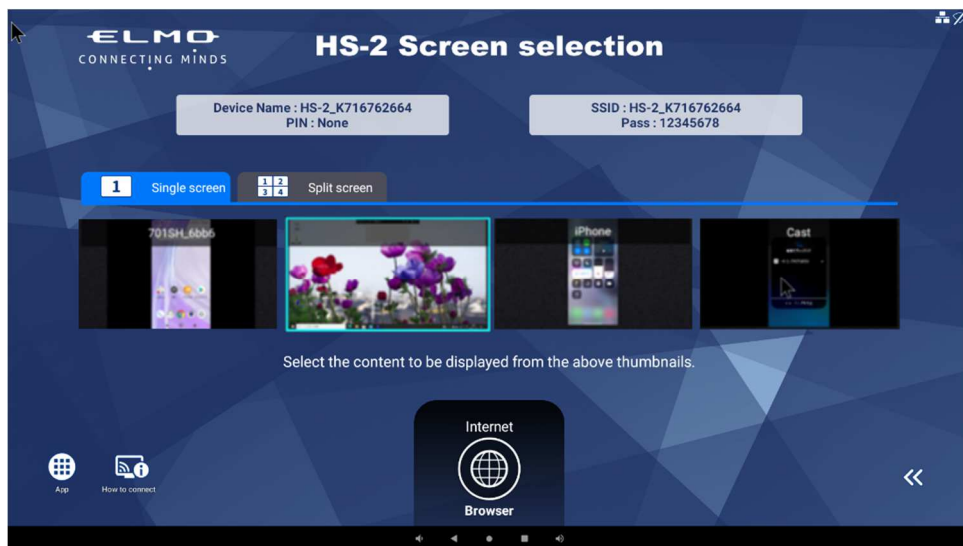 ELMO
CONNECTING MINDS
HS-2 Screen selection
Device Name : HS-2_K716762664
PIN : None
SSID : HS-2_K716762664
Pass : 12345678
1 Single screen
1 2 3 4 Split screen
701SH_6bb6
iPhone
Cast
Select the content to be displayed from the above thumbnails.
Internet
Browser
App
How to connect